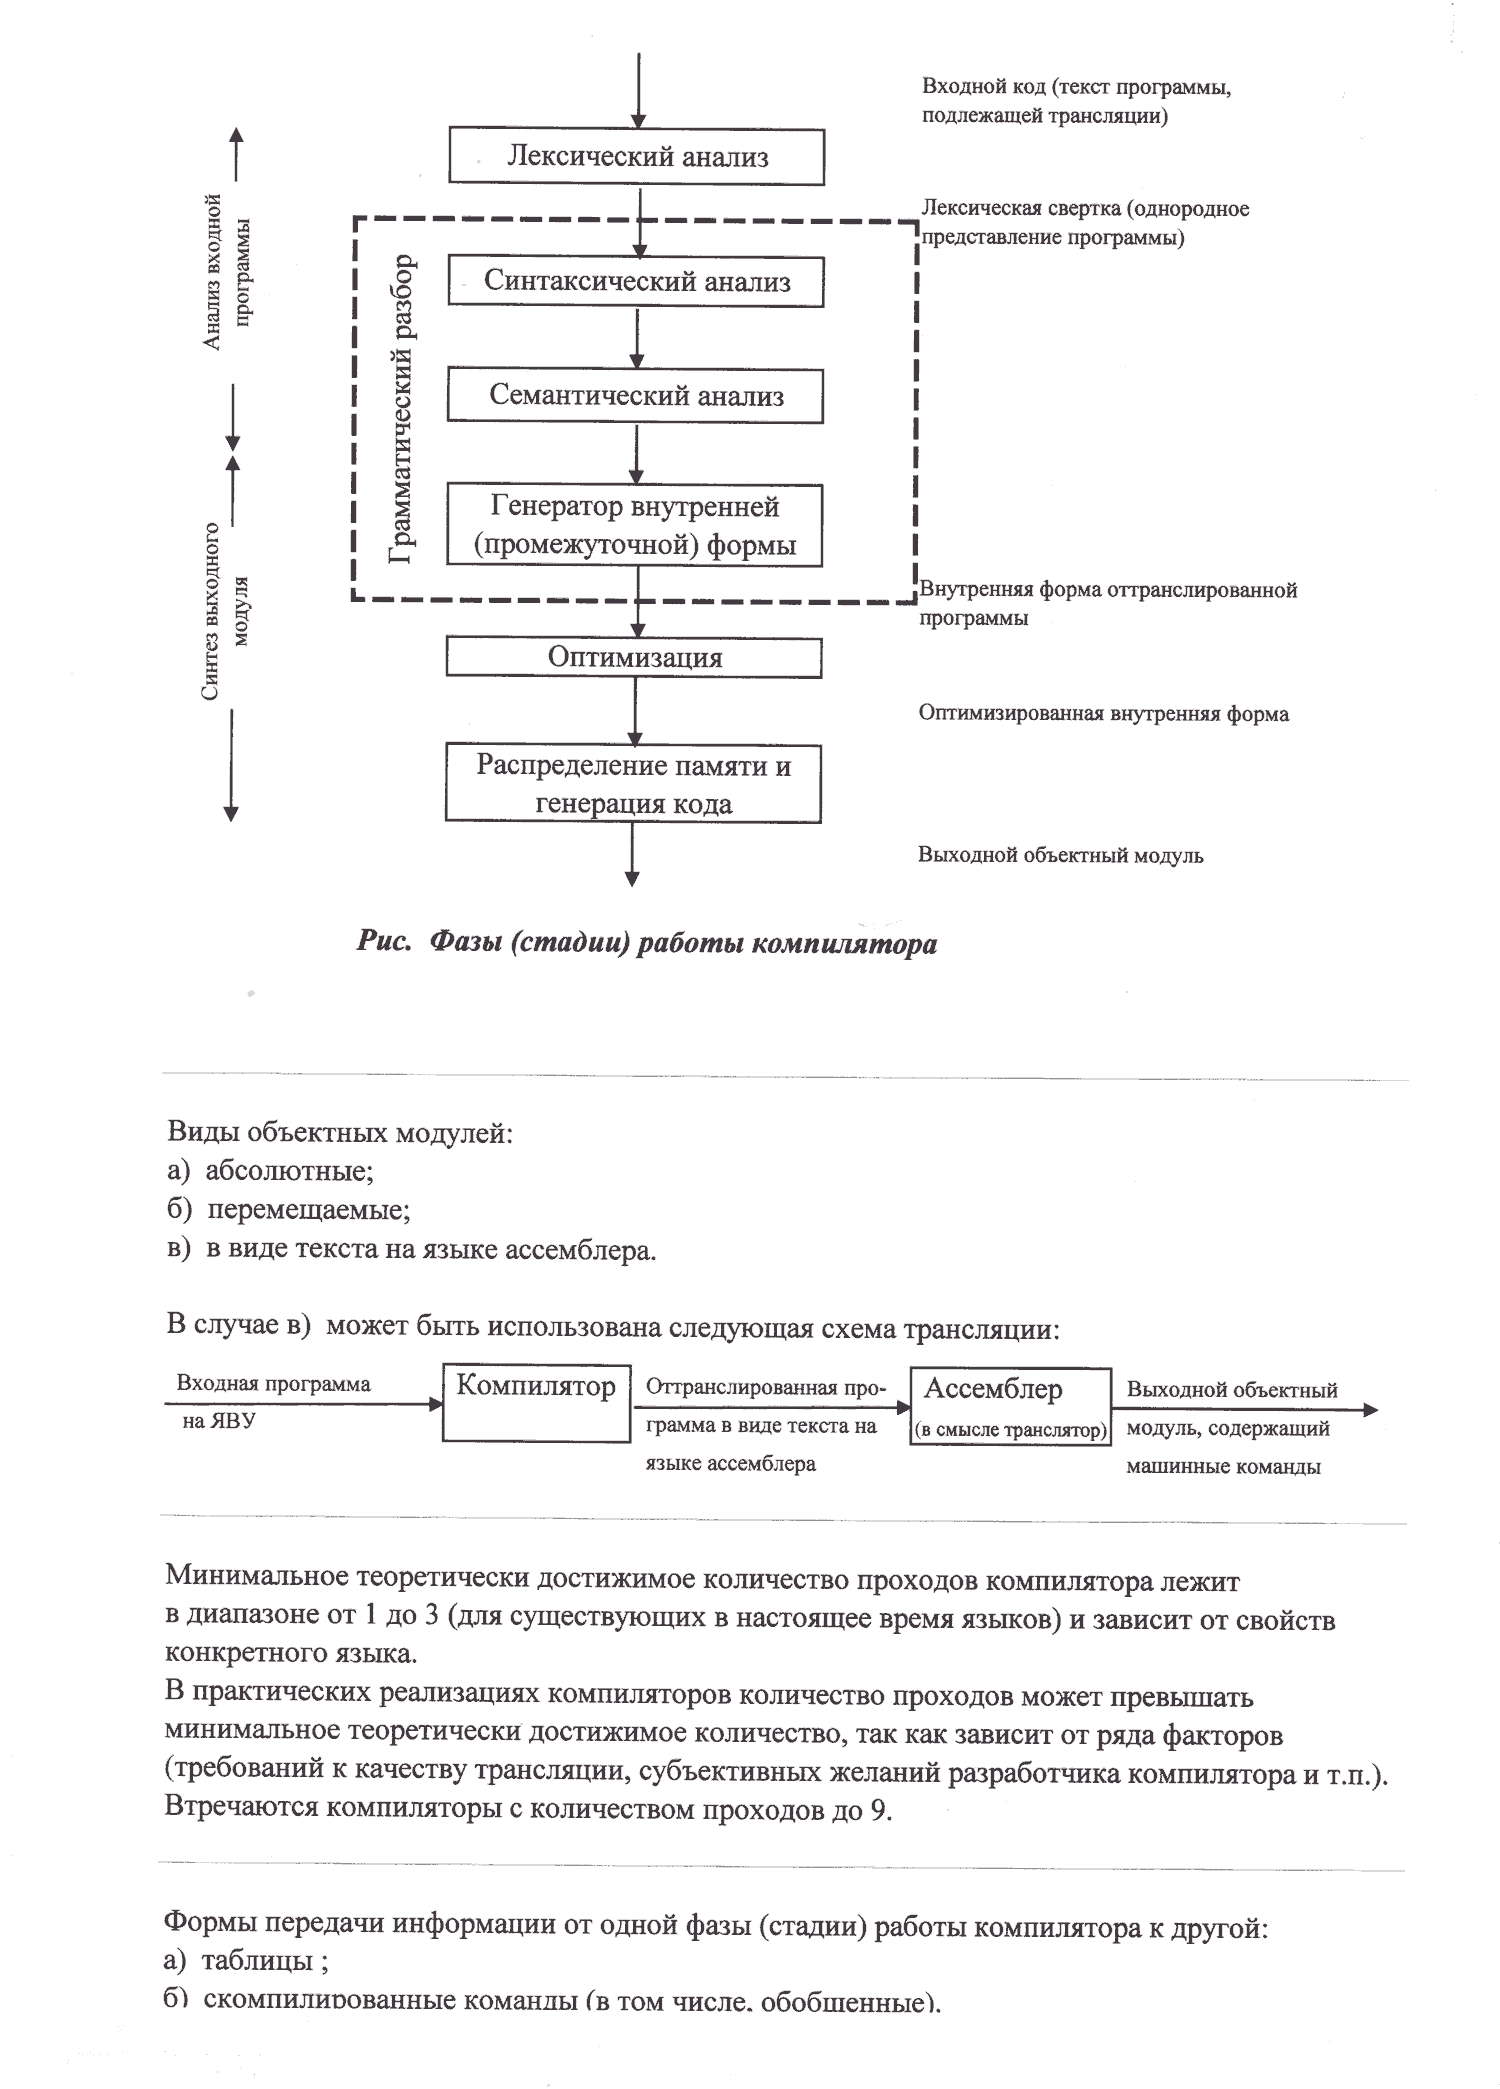 Входной код (текст программы,
подлежащей трансляции)
Лексический анализ
Лексическая свертка (однородное
представление программы)
Анализ входной
программы
Грамматический разбор
Синтаксический анализ
Семантический анализ
Генератор внутренней
(промежуточной) формы
Синтез выходного
модуля
Внутренняя форма оттранслированной
программы
Оптимизация
Оптимизированная внутренняя форма
Распределение памяти и
генерация кода
Выходной объектный модуль
Рис. Фазы (стадии) работы компилятора
Виды объектных модулей:
а) абсолютные;
б) перемещаемые;
в) в виде текста на языке ассемблера.
В случае в) может быть использована следующая схема трансляции:
Входная программа
на ЯВУ
Компилятор
Оттранслированная про-
грамма в виде текста на
языке ассемблера
Ассемблер
(в смысле транслятор)
Выходной объектный
модуль, содержащий
машинные команды
Минимальное теоретически достижимое количество проходов компилятора лежит
в диапазоне от 1 до 3 (для существующих в настоящее время языков) и зависит от свойств
конкретного языка.
В практических реализациях компиляторов количество проходов может превышать
минимальное теоретически достижимое количество, так как зависит от ряда факторов
(требований к качеству трансляции, субъективных желаний разработчика компилятора и т.п.).
Втречаются компиляторы с количеством проходов до 9.
Формы передачи информации от одной фазы (стадии) работы компилятора к другой:
а) таблицы ;
б) скомпилированные команды (в том числе, обобщенные).